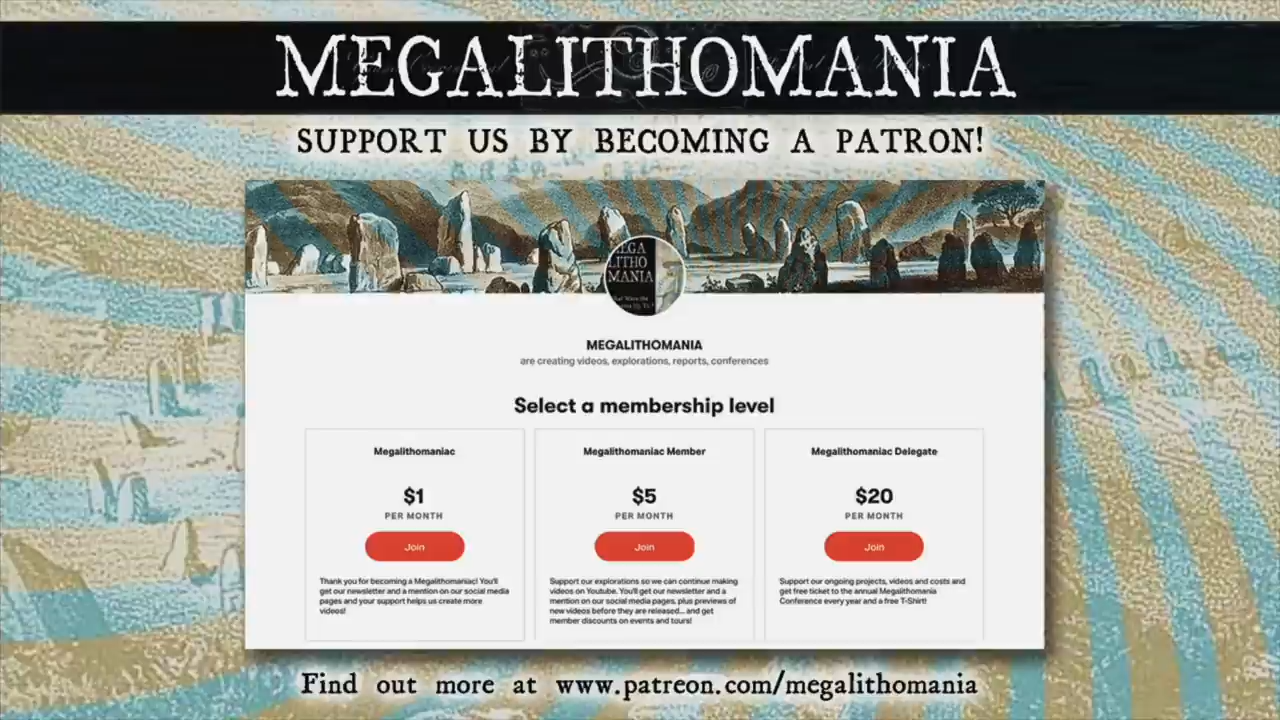 MEGALITHOMANIA
SUPPORT US BY BECOMING A PATRON!
MEGA
LITHO
MANIA
MEGALITHOMANIA
are creating videos, explorations, reports, conferences
Select a membership level
Megalithomaniac
$1
PER MONTH
Join
Thank you for becoming a Megalithomaniac! You'll
get our newsletter and a mention on our social media
pages and your support helps us create more
videos!
Megalithomaniac Member
$5
PER MONTH
Join
Support our explorations so we can continue making
videos on Youtube. You'll get our newsletter and a
mention on our social media pages, plus previews of
new videos before they are released... and get
member discounts on events and tours!
Megalithomaniac Delegate
$20
PER MONTH
Join
Support our ongoing projects, videos and costs and
get free ticket to the annual Megalithomania
Conference every year and a free T-Shirt!
Find out more at www.patreon.com/megalithomania